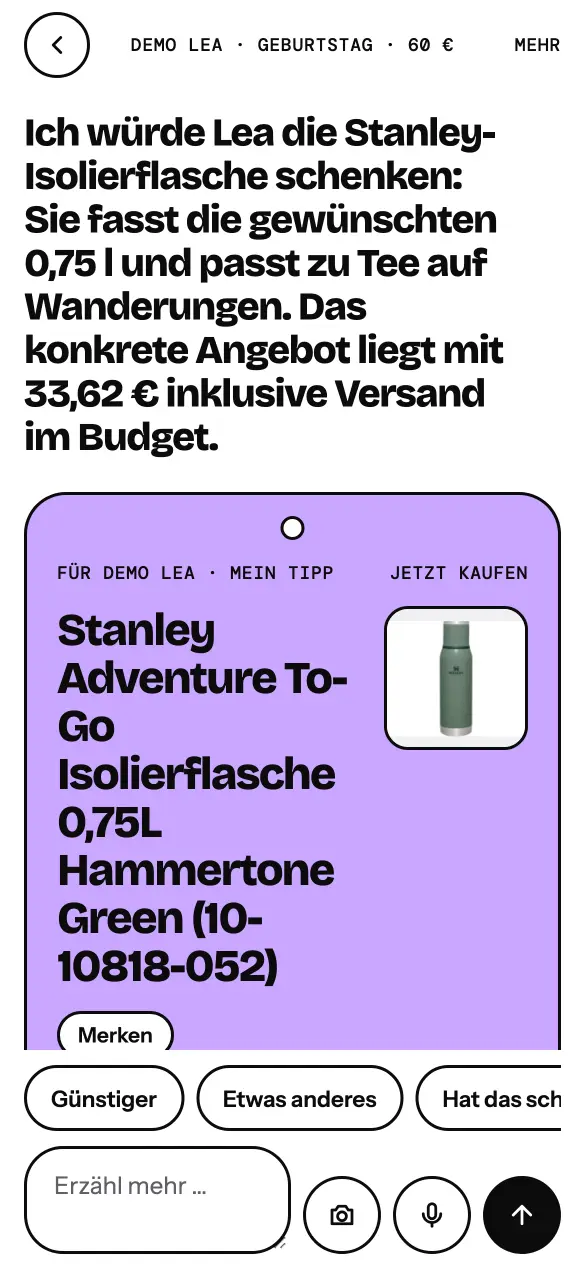 DEMO LEA · GEBURTSTAG · 60 €
MEHR
Ich würde Lea die Stanley-
Isolierflasche schenken:
Sie fasst die gewünschten
0,75 l und passt zu Tee auf
Wanderungen. Das
konkrete Angebot liegt mit
33,62 € inklusive Versand
im Budget.
FÜR DEMO LEA · MEIN TIPP
JETZT KAUFEN
Stanley
Adventure To-
Go
Isolierflasche
0,75L
Hammertone
Green (10-
10818-052)
Merken
Günstiger
Etwas anderes
Hat das sch
Erzähl mehr …